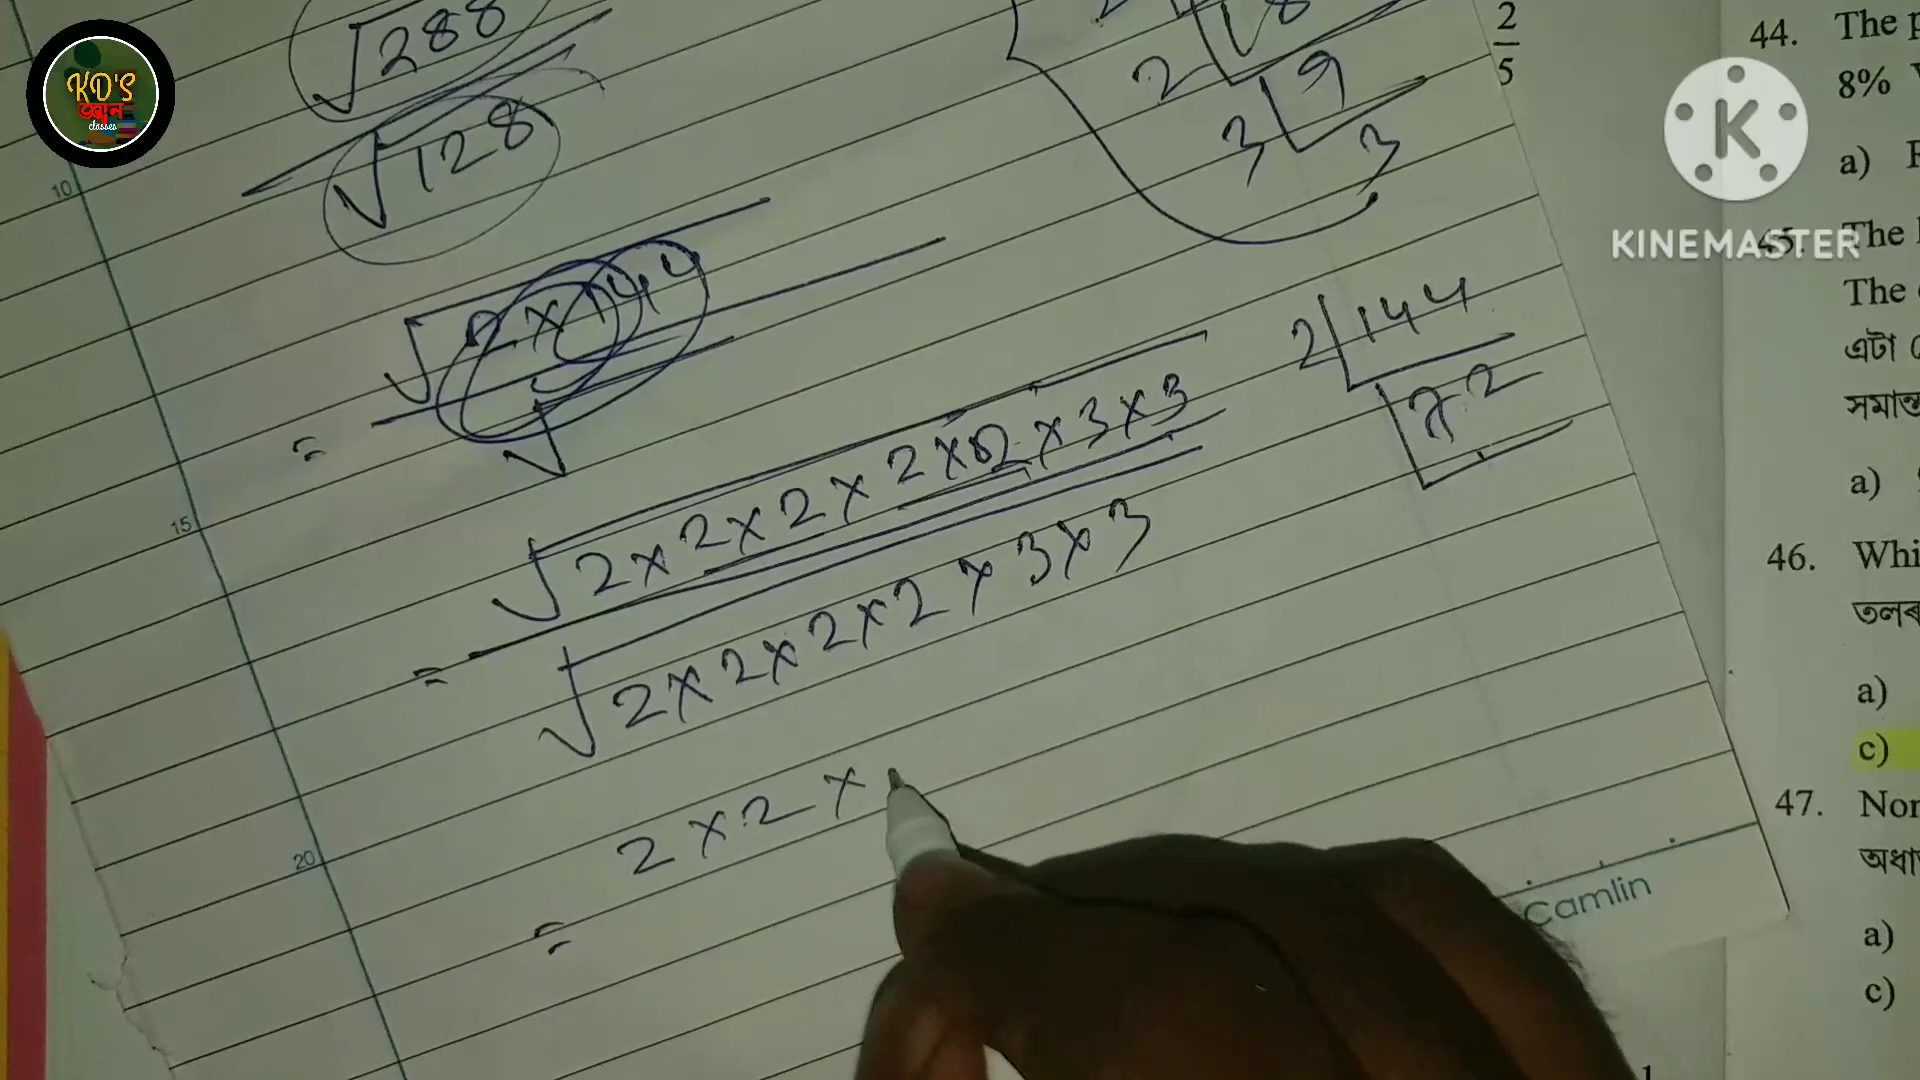 KD'S
জ্ঞান
classes
√288
√128
10
√2×144
√
=
15
√2×2×2×2×2×3×3
=
√2×2×2×2×3×3
20
2×2×
=
18
2 9
3 3
2 144
72
Camlin
2
5
KINEMASTER
44. The
8%
a)
45. The
The
এটা
a)
46. Whi
তলৰ
a)
c)
47. Nor
অধা
a)
c)